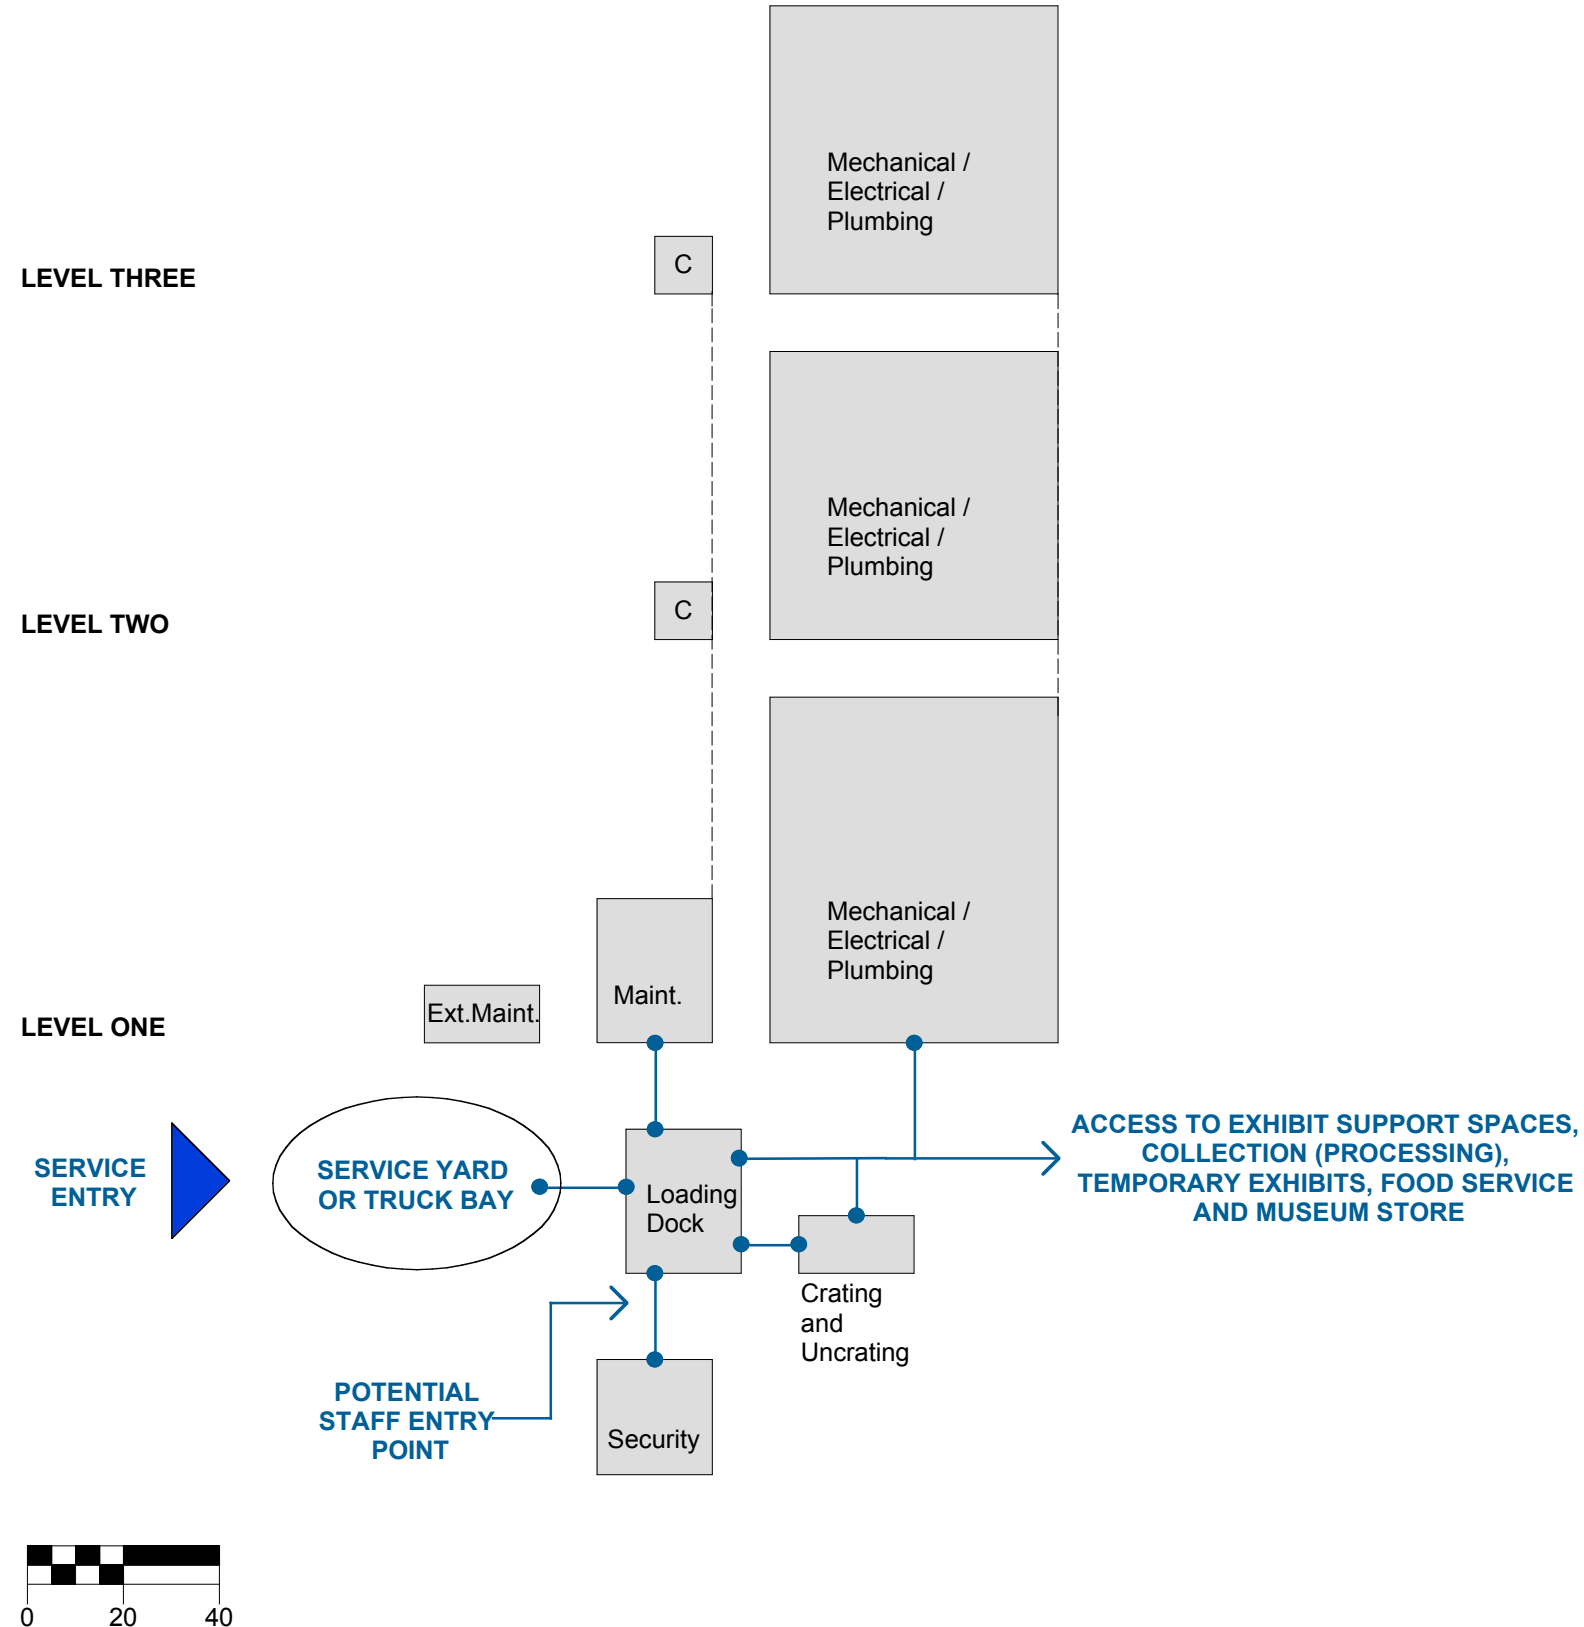 Mechanical /
Electrical /
Plumbing
C
LEVEL THREE
Mechanical /
Electrical /
Plumbing
C
LEVEL TWO
Mechanical /
Electrical /
Plumbing
Maint.
Ext.Maint.
LEVEL ONE
SERVICE
ENTRY
SERVICE YARD
OR TRUCK BAY
Loading
Dock
ACCESS TO EXHIBIT SUPPORT SPACES,
COLLECTION (PROCESSING),
TEMPORARY EXHIBITS, FOOD SERVICE
AND MUSEUM STORE
Crating
and
Uncrating
POTENTIAL
STAFF ENTRY
POINT
Security
0 20 40